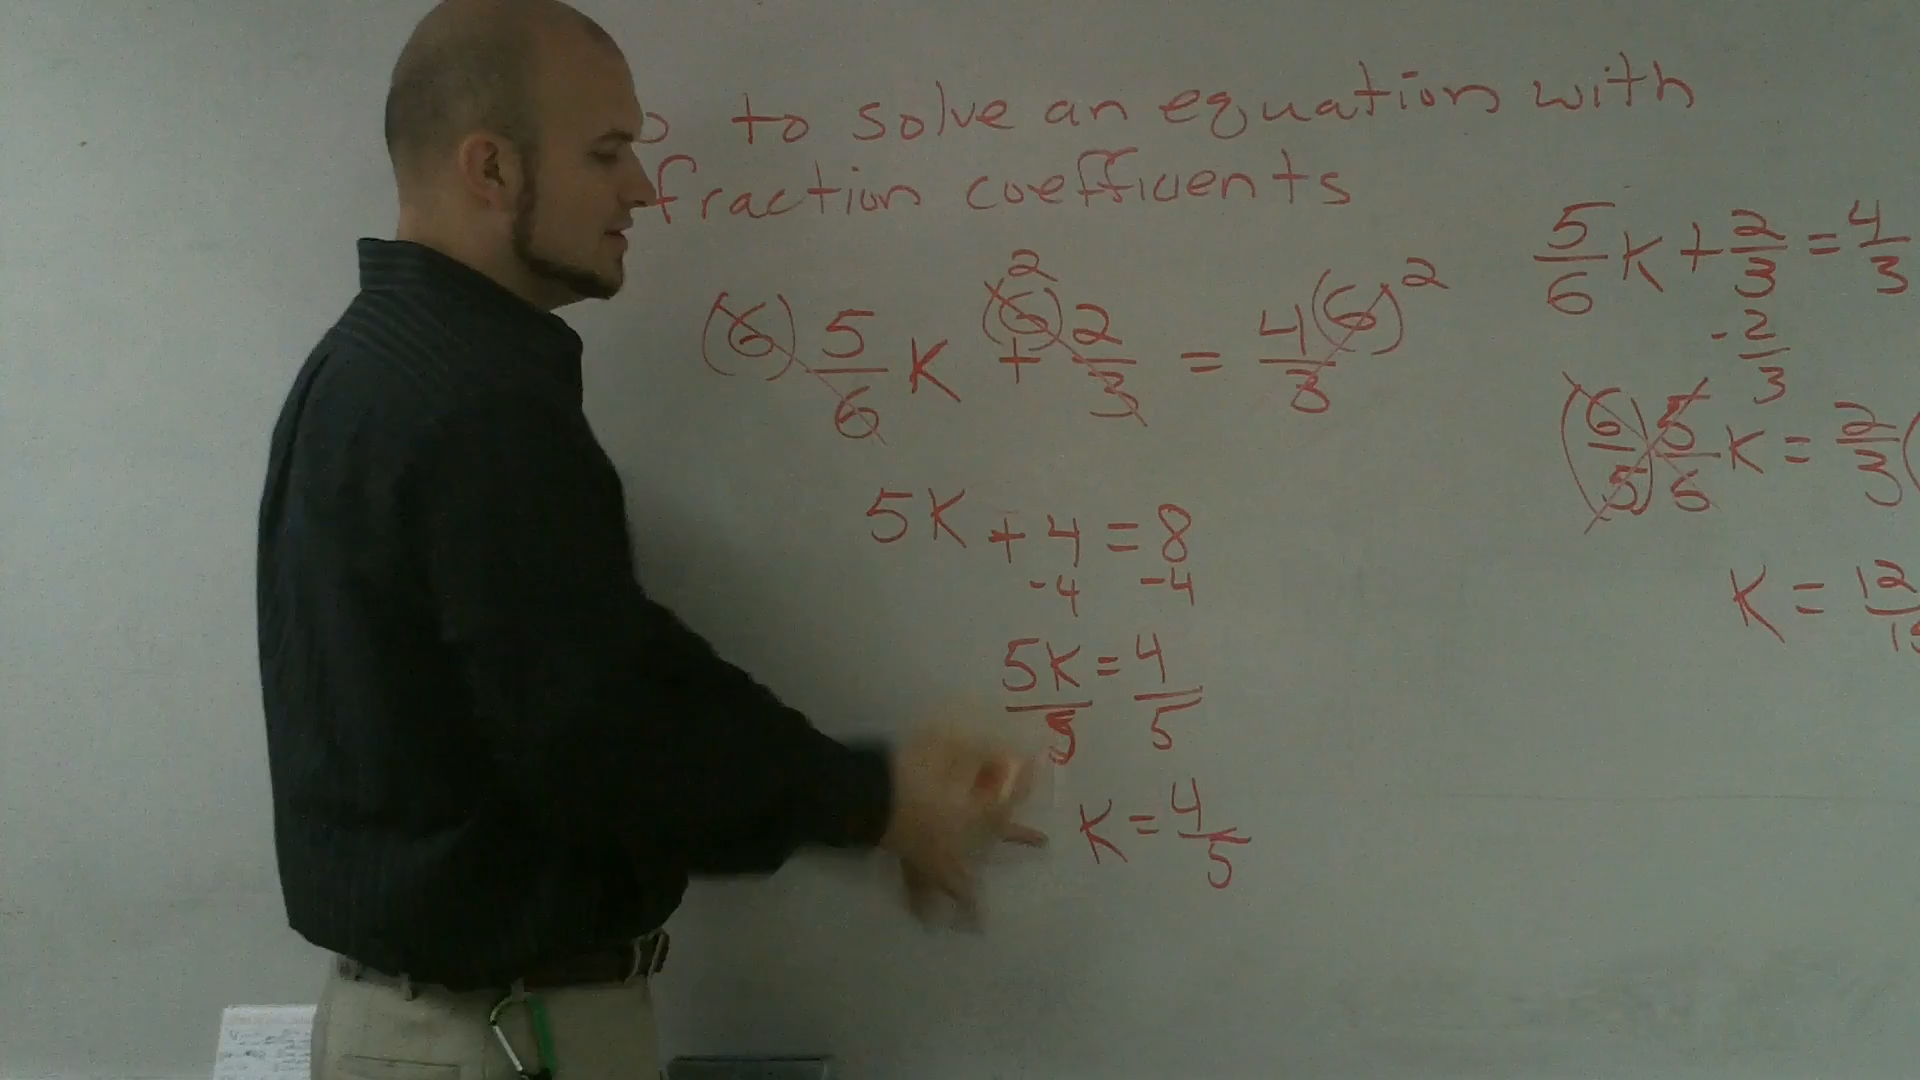 to solve an equation with
fraction coefficients
(6) 5/6 K + (6) 2 2/3 = 4/3 (6) 2
5K + 4 = 8
-4 -4
5K/5 = 4/5
K = 4/5
5/6 K + 2/3 = 4/3
-2/3
(6/5) 5/6 K = 2/3 (
K = 12/